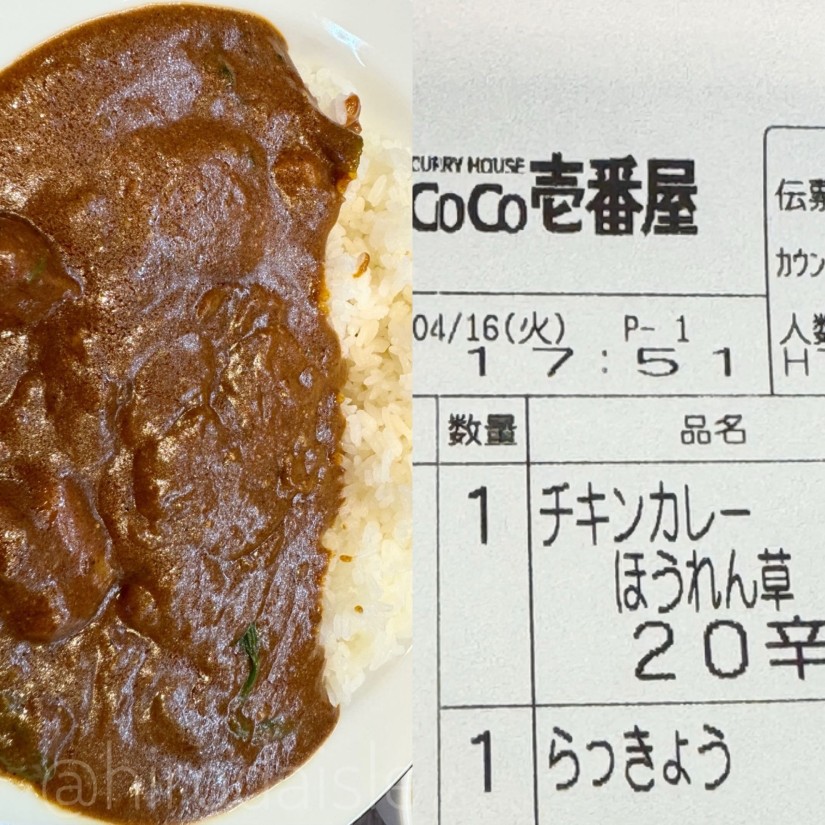 CURRY HOUSE
CoCo壱番屋
04/16(火) P- 1
17:51
伝票
カウン
人数
数量 品名
1 チキンカレー
ほうれん草
20辛
1 らっきょう